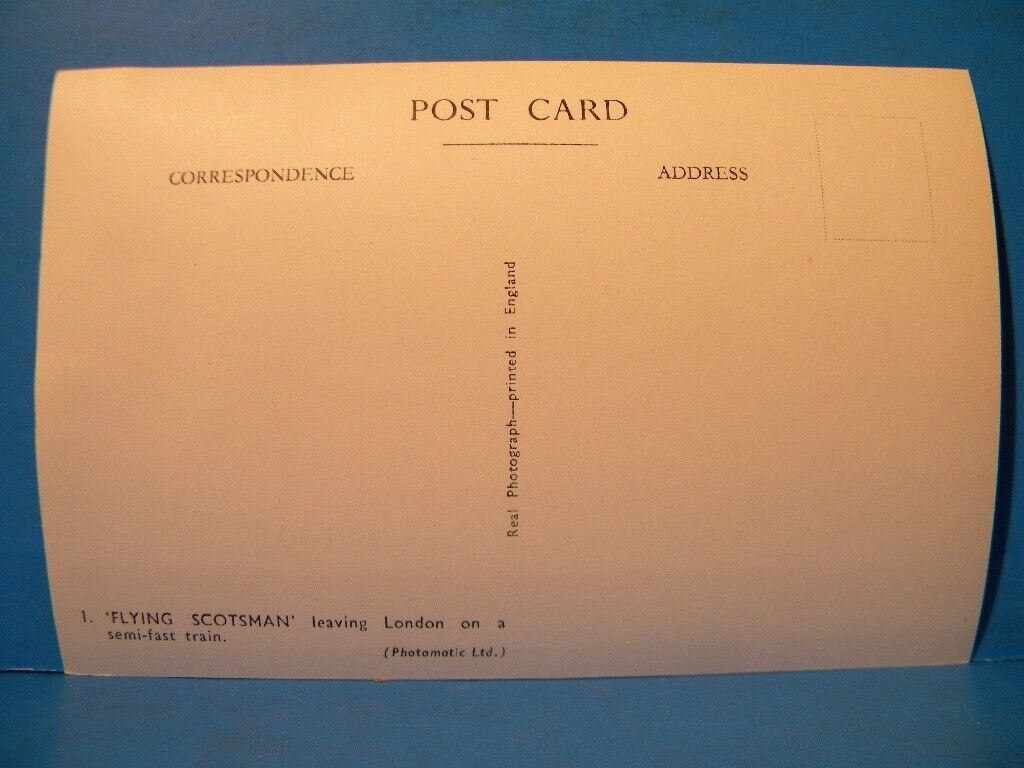 POST CARD
CORRESPONDENCE
ADDRESS
Real Photograph—printed in England
1. 'FLYING SCOTSMAN' leaving London on a
semi-fast train.
(Photomatic Ltd.)